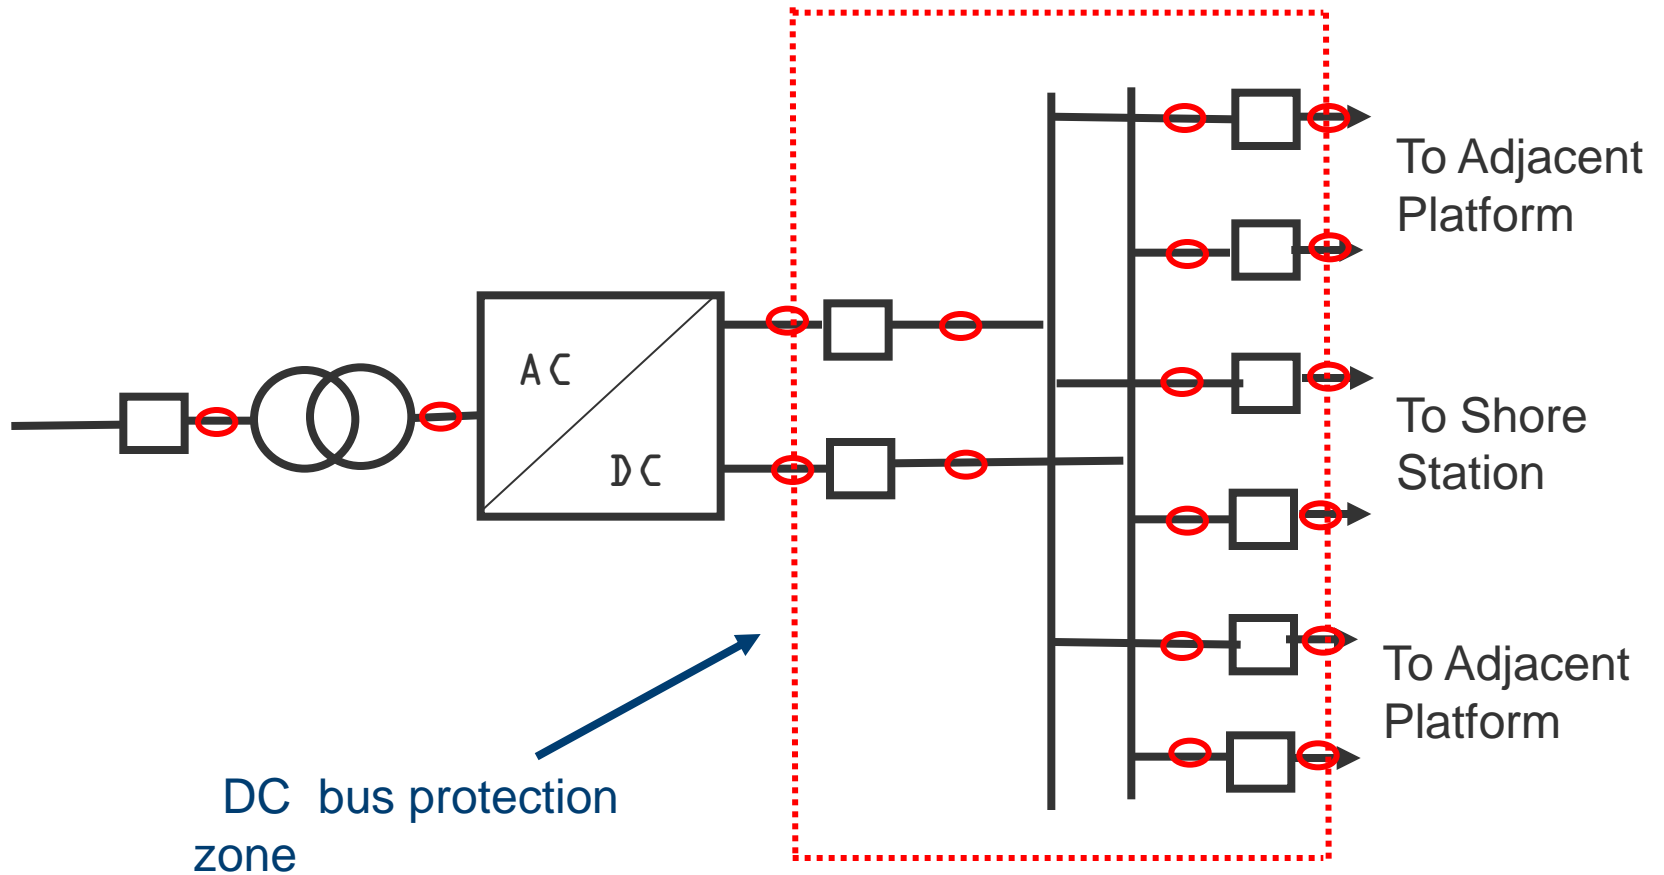 To Adjacent
Platform
AC
To Shore
Station
DC
To Adjacent
Platform
DC bus protection
zone